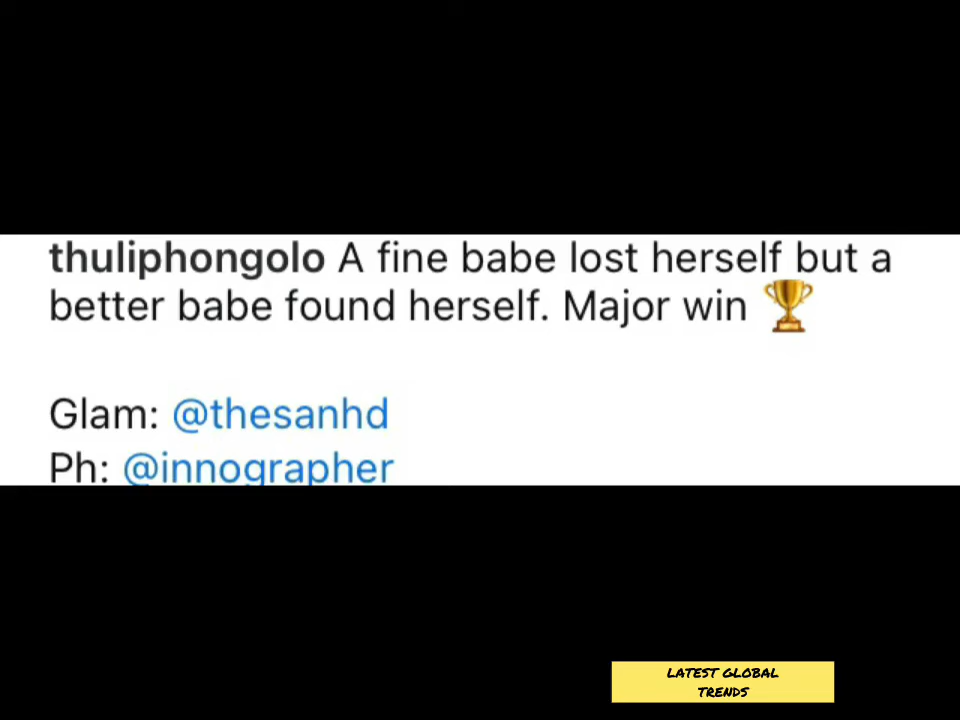 thuliphongolo A fine babe lost herself but a
better babe found herself. Major win 🏆
Glam: @thesanhd
Ph: @innographer
LATEST GLOBAL
TRENDS